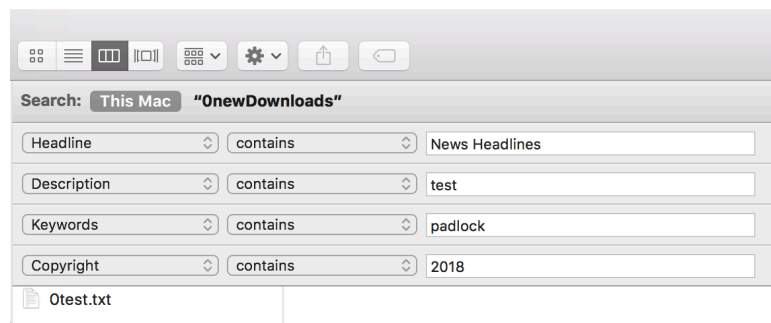 Search: This Mac “0newDownloads”
Headline contains News Headlines
Description contains test
Keywords contains padlock
Copyright contains 2018
0test.txt